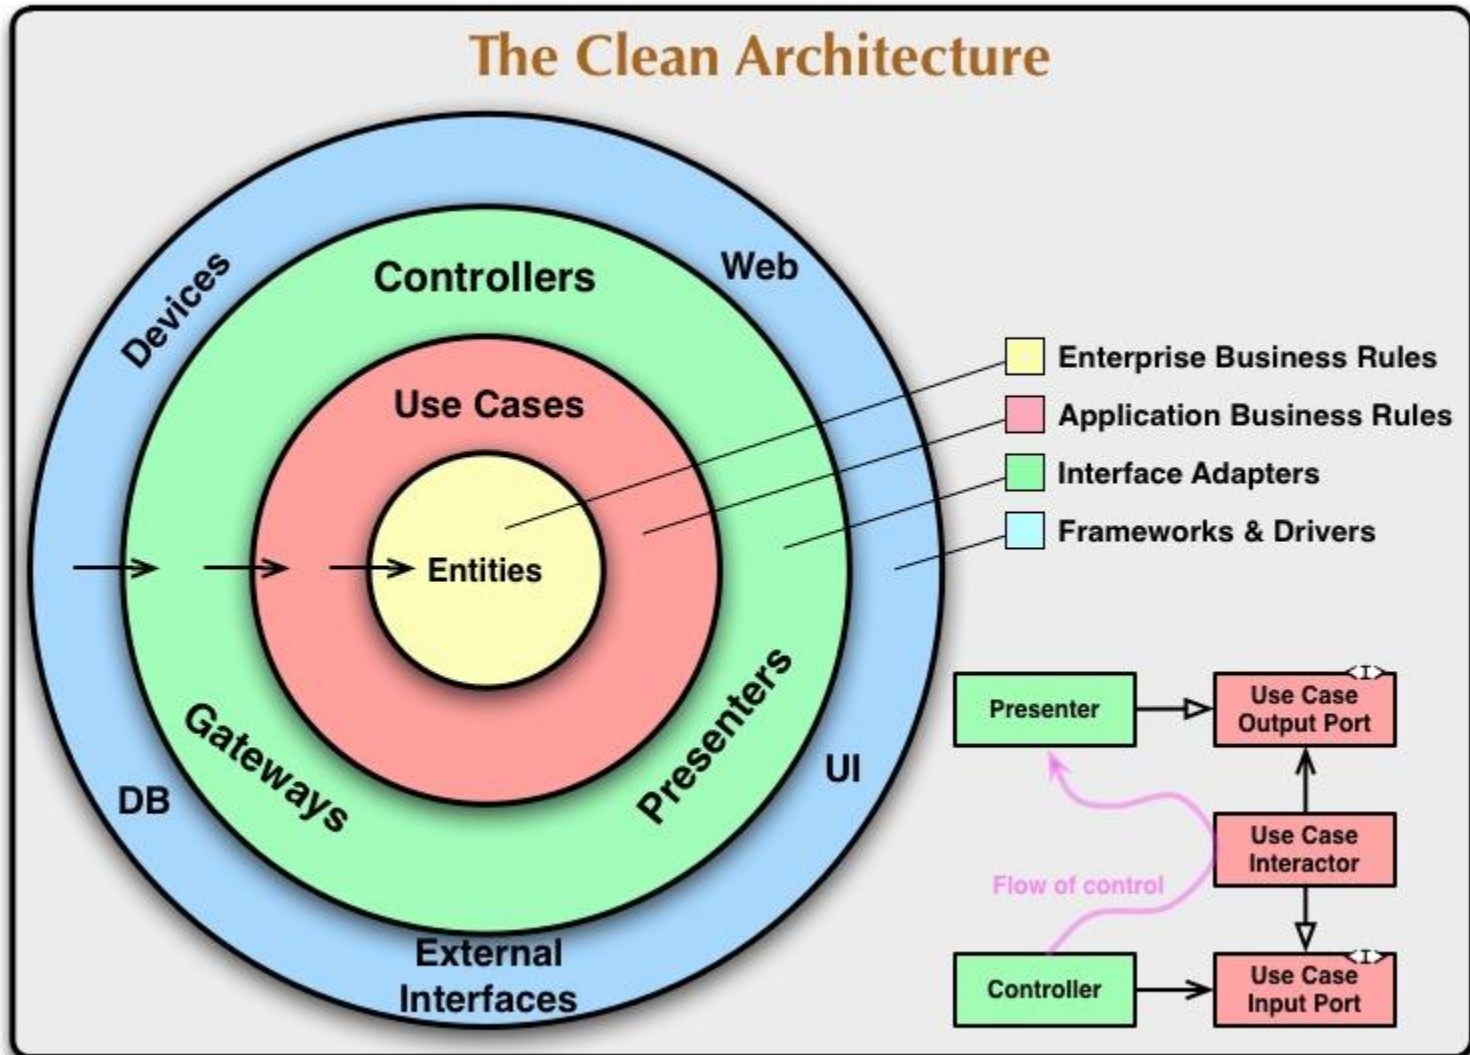 The Clean Architecture
Devices
Controllers
Web
Use Cases
Entities
Gateways
Presenters
DB
UI
External
Interfaces
Enterprise Business Rules
Application Business Rules
Interface Adapters
Frameworks & Drivers
Presenter
<I>
Use Case
Output Port
Use Case
Interactor
Flow of control
Controller
<I>
Use Case
Input Port